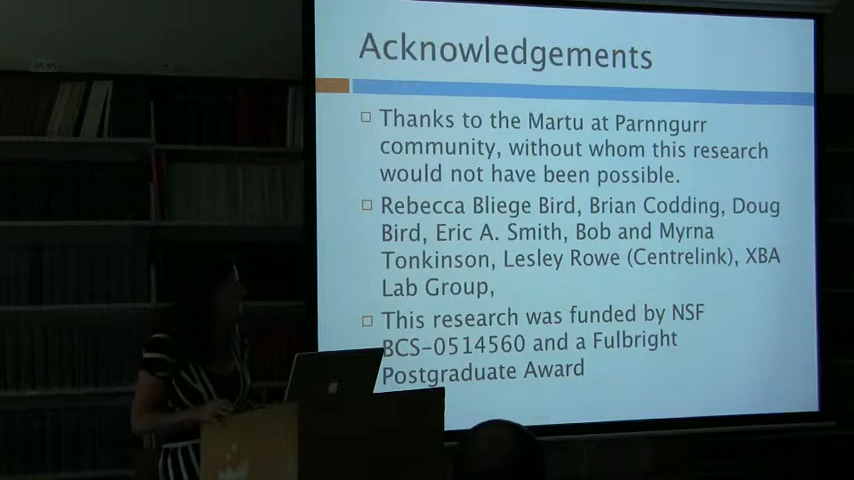 Acknowledgements
Thanks to the Martu at Parnngurr
community, without whom this research
would not have been possible.
Rebecca Bliege Bird, Brian Codding, Doug
Bird, Eric A. Smith, Bob and Myrna
Tonkinson, Lesley Rowe (Centrelink), XBA
Lab Group,
This research was funded by NSF
BCS-0514560 and a Fulbright
Postgraduate Award